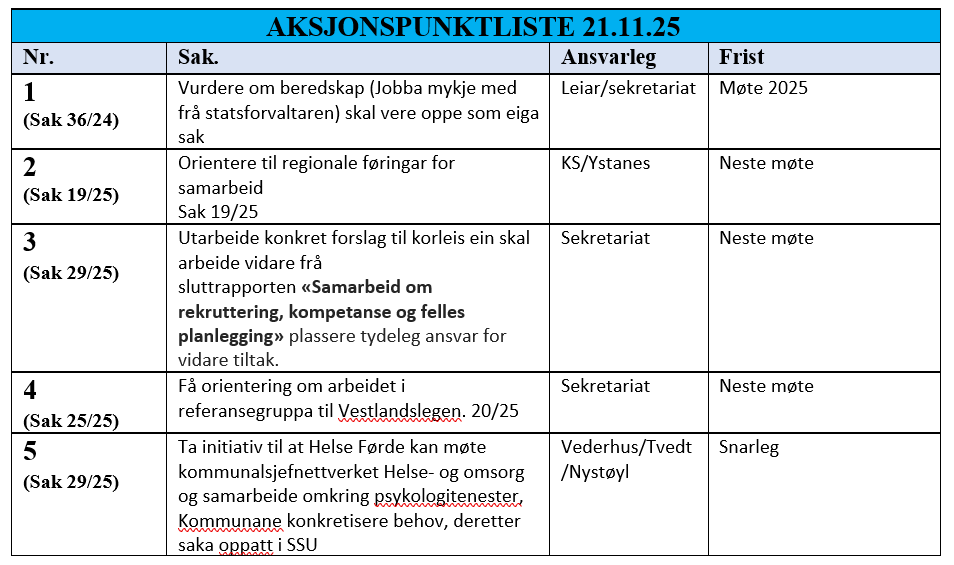 AKSJONSPUNKTLISTE 21.11.25
Nr. Sak. Ansvarleg Frist
1
(Sak 36/24)
Vurdere om beredskap (Jobba mykje med
frå statsforvaltaren) skal vere oppe som eiga
sak
Leiar/sekretariat
Møte 2025
2
(Sak 19/25)
Orientere til regionale føringar for
samarbeid
Sak 19/25
KS/Ystanes
Neste møte
3
(Sak 29/25)
Utarbeide konkret forslag til korleis ein skal
arbeide vidare frå
sluttrapporten «Samarbeid om
rekruttering, kompetanse og felles
planlegging» plassere tydeleg ansvar for
vidare tiltak.
Sekretariat
Neste møte
4
(Sak 25/25)
Få orientering om arbeidet i
referansegruppa til Vestlandslegen. 20/25
Sekretariat
Neste møte
5
(Sak 29/25)
Ta initiativ til at Helse Førde kan møte
kommunalsjefnettverket Helse- og omsorg
og samarbeide omkring psykologitenester,
Kommunane konkretisere behov, deretter
saka oppatt i SSU
Vederhus/Tvedt
/Nystøyl
Snarleg